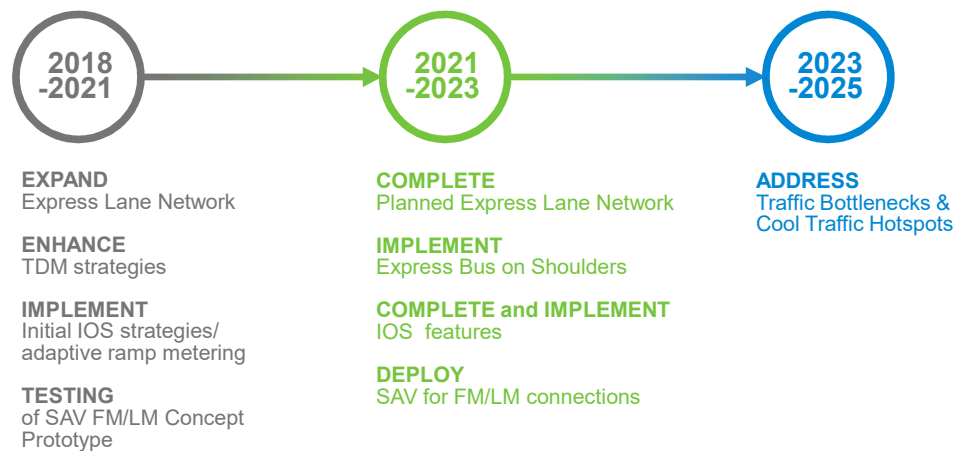 2018
-2021
2021
-2023
2023
-2025
EXPAND
Express Lane Network
ENHANCE
TDM strategies
IMPLEMENT
Initial IOS strategies/
adaptive ramp metering
TESTING
of SAV FM/LM Concept
Prototype
COMPLETE
Planned Express Lane Network
IMPLEMENT
Express Bus on Shoulders
COMPLETE and IMPLEMENT
IOS  features
DEPLOY
SAV for FM/LM connections
ADDRESS
Traffic Bottlenecks &
Cool Traffic Hotspots